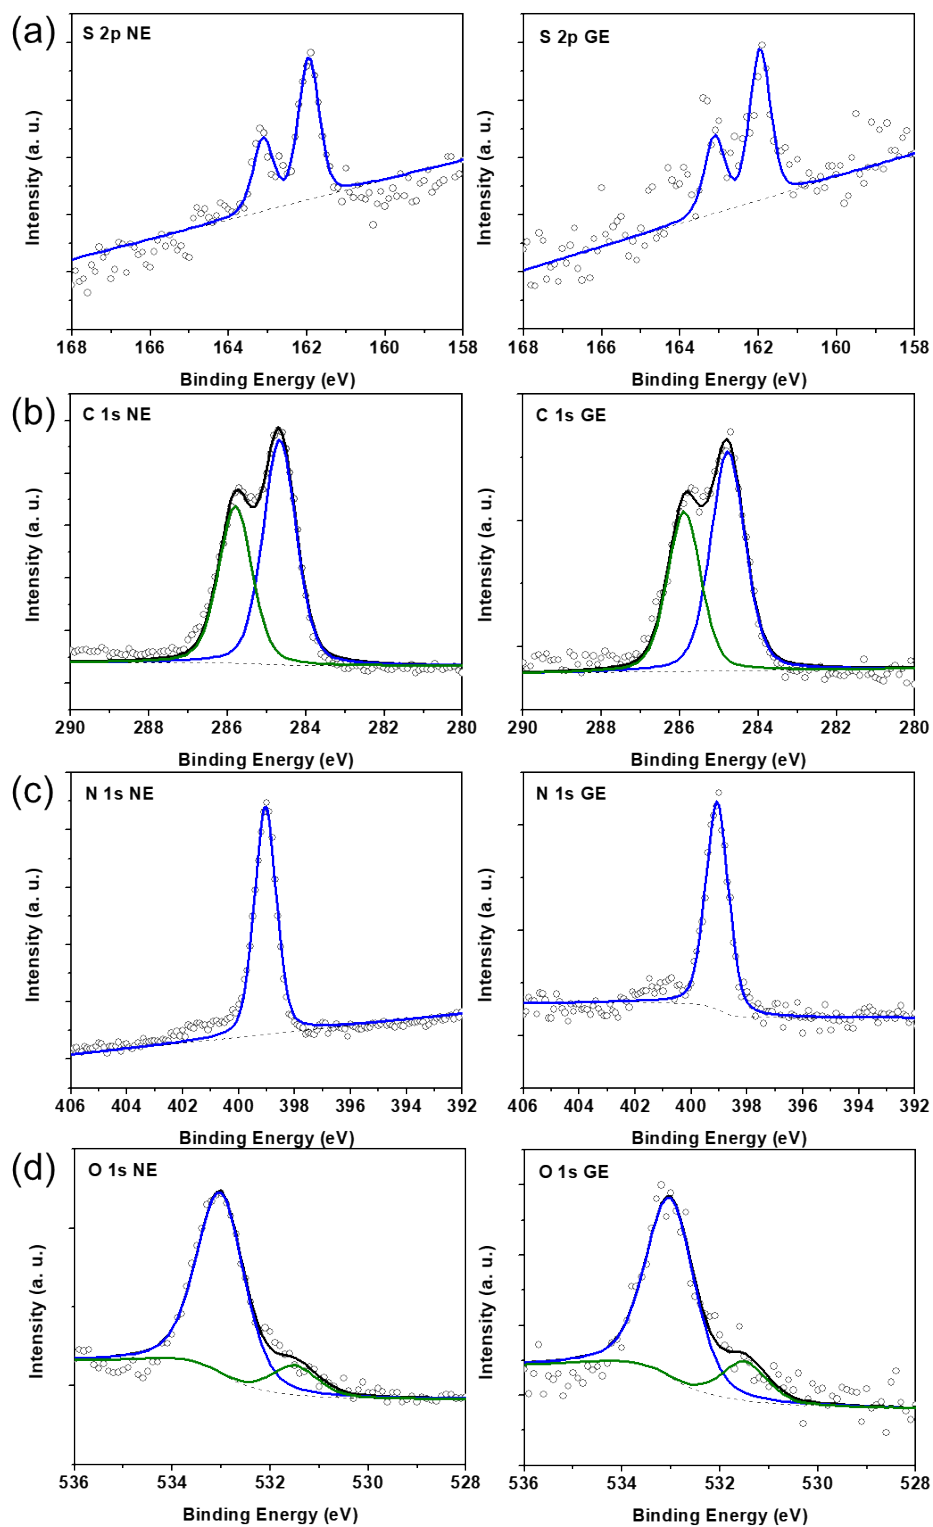 (a)
S 2p NE
Intensity (a. u.)
168 166 164 162 160 158
Binding Energy (eV)
S 2p GE
Intensity (a. u.)
168 166 164 162 160 158
Binding Energy (eV)
(b)
C 1s NE
Intensity (a. u.)
290 288 286 284 282 280
Binding Energy (eV)
C 1s GE
Intensity (a. u.)
290 288 286 284 282 280
Binding Energy (eV)
(c)
N 1s NE
Intensity (a. u.)
406 404 402 400 398 396 394 392
Binding Energy (eV)
N 1s GE
Intensity (a. u.)
406 404 402 400 398 396 394 392
Binding Energy (eV)
(d)
O 1s NE
Intensity (a. u.)
536 534 532 530 528
Binding Energy (eV)
O 1s GE
Intensity (a. u.)
536 534 532 530 528
Binding Energy (eV)